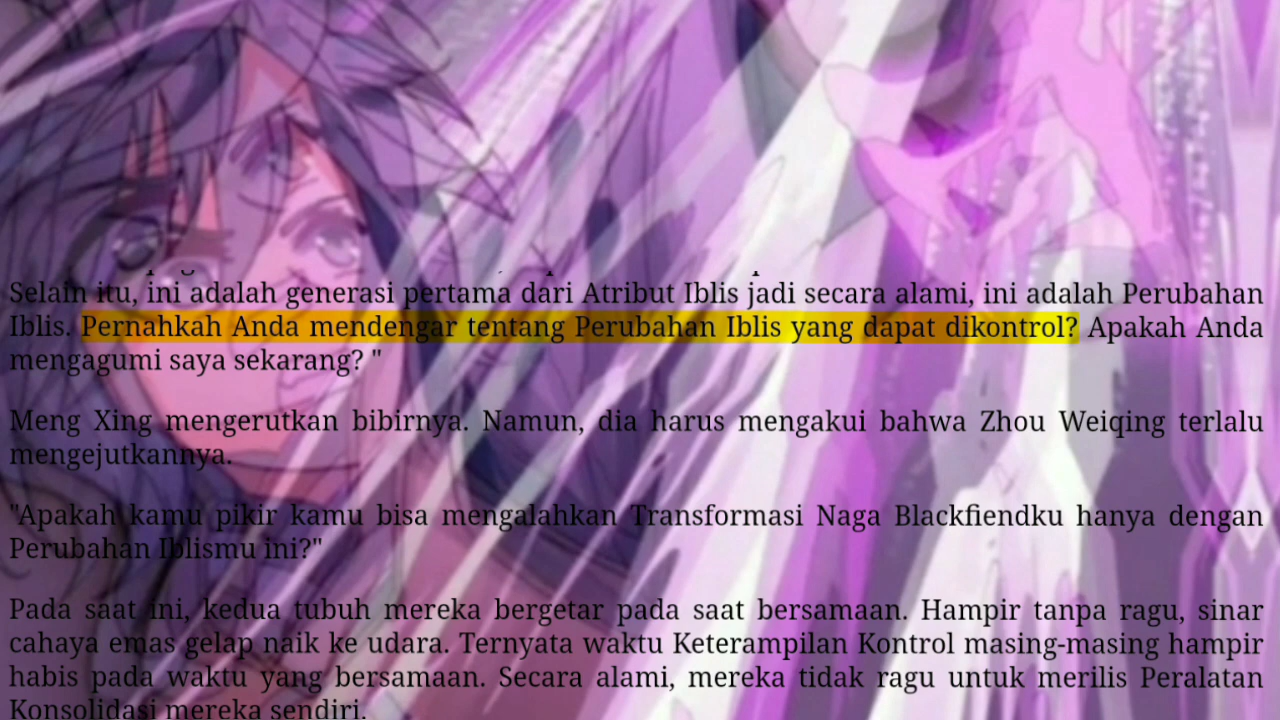 Selain itu, ini adalah generasi pertama dari Atribut Iblis jadi secara alami, ini adalah Perubahan
Iblis. Pernahkah Anda mendengar tentang Perubahan Iblis yang dapat dikontrol? Apakah Anda
mengagumi saya sekarang? "
Meng Xing mengerutkan bibirnya. Namun, dia harus mengakui bahwa Zhou Weiqing terlalu
mengejutkannya.
"Apakah kamu pikir kamu bisa mengalahkan Transformasi Naga Blackfiendku hanya dengan
Perubahan Iblismu ini?"
Pada saat ini, kedua tubuh mereka bergetar pada saat bersamaan. Hampir tanpa ragu, sinar
cahaya emas gelap naik ke udara. Ternyata waktu Keterampilan Kontrol masing-masing hampir
habis pada waktu yang bersamaan. Secara alami, mereka tidak ragu untuk merilis Peralatan
Konsolidasi mereka sendiri.